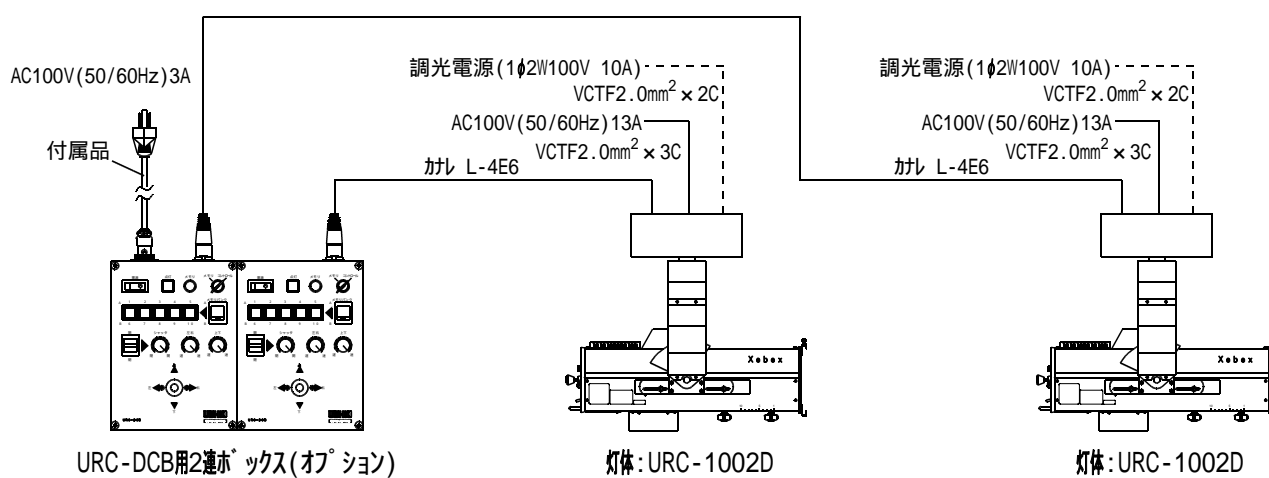 AC100V(50/60Hz)3A
付属品
調光電源(1ϕ2W100V 10A)
VCTF2.0mm²×2C
AC100V(50/60Hz)13A
VCTF2.0mm²×3C
ｶﾅﾚ L-4E6
調光電源(1ϕ2W100V 10A)
VCTF2.0mm²×2C
AC100V(50/60Hz)13A
VCTF2.0mm²×3C
ｶﾅﾚ L-4E6
Xebex
Xebex
URC-DCB用2連ﾎﾞｯｸｽ(ｵﾌﾟｼｮﾝ)
灯体:URC-1002D
灯体:URC-1002D